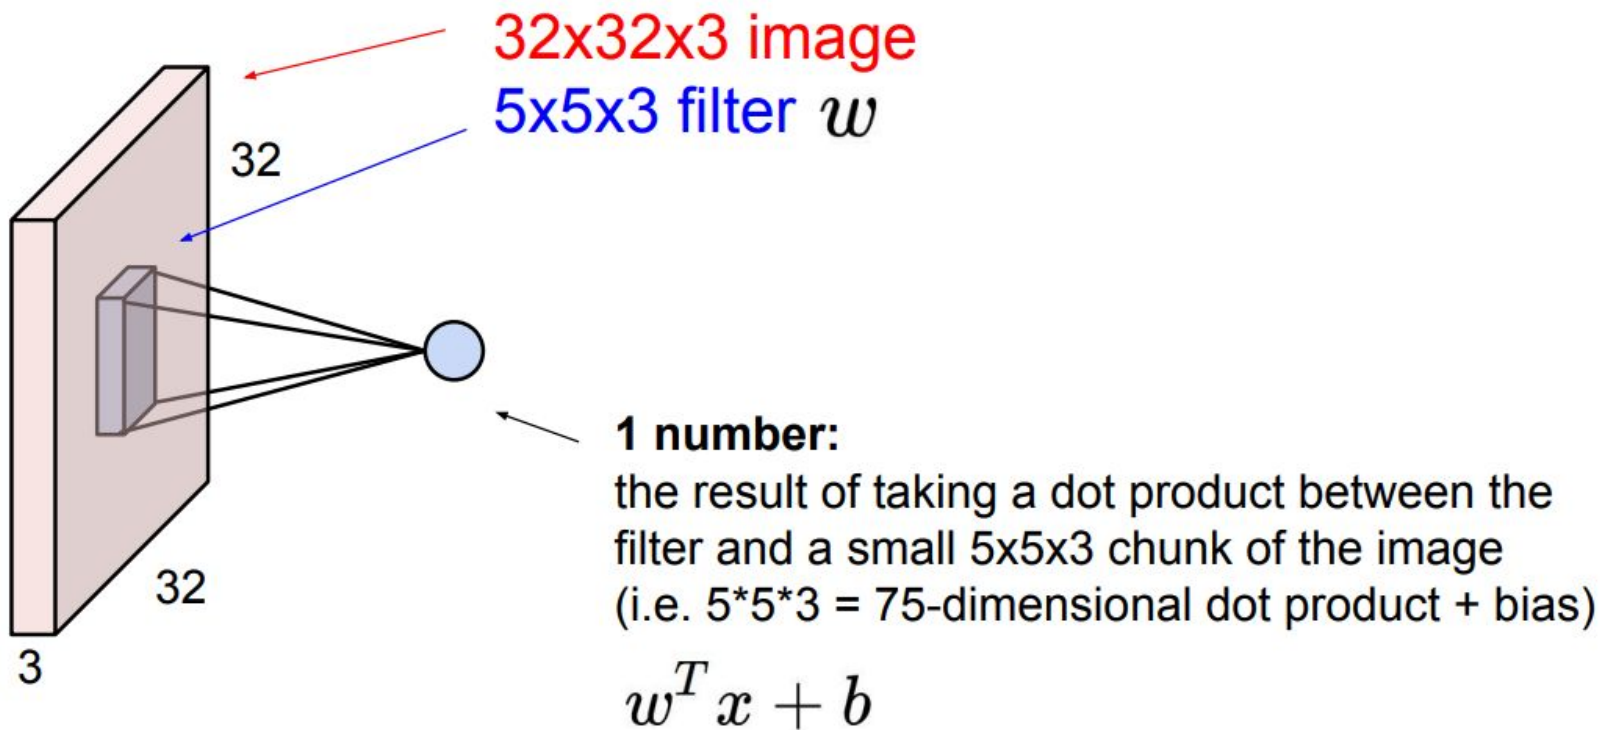 32x32x3 image
5x5x3 filter w
32
32
3
1 number:
the result of taking a dot product between the
filter and a small 5x5x3 chunk of the image
(i.e. 5*5*3 = 75-dimensional dot product + bias)
w^T x + b